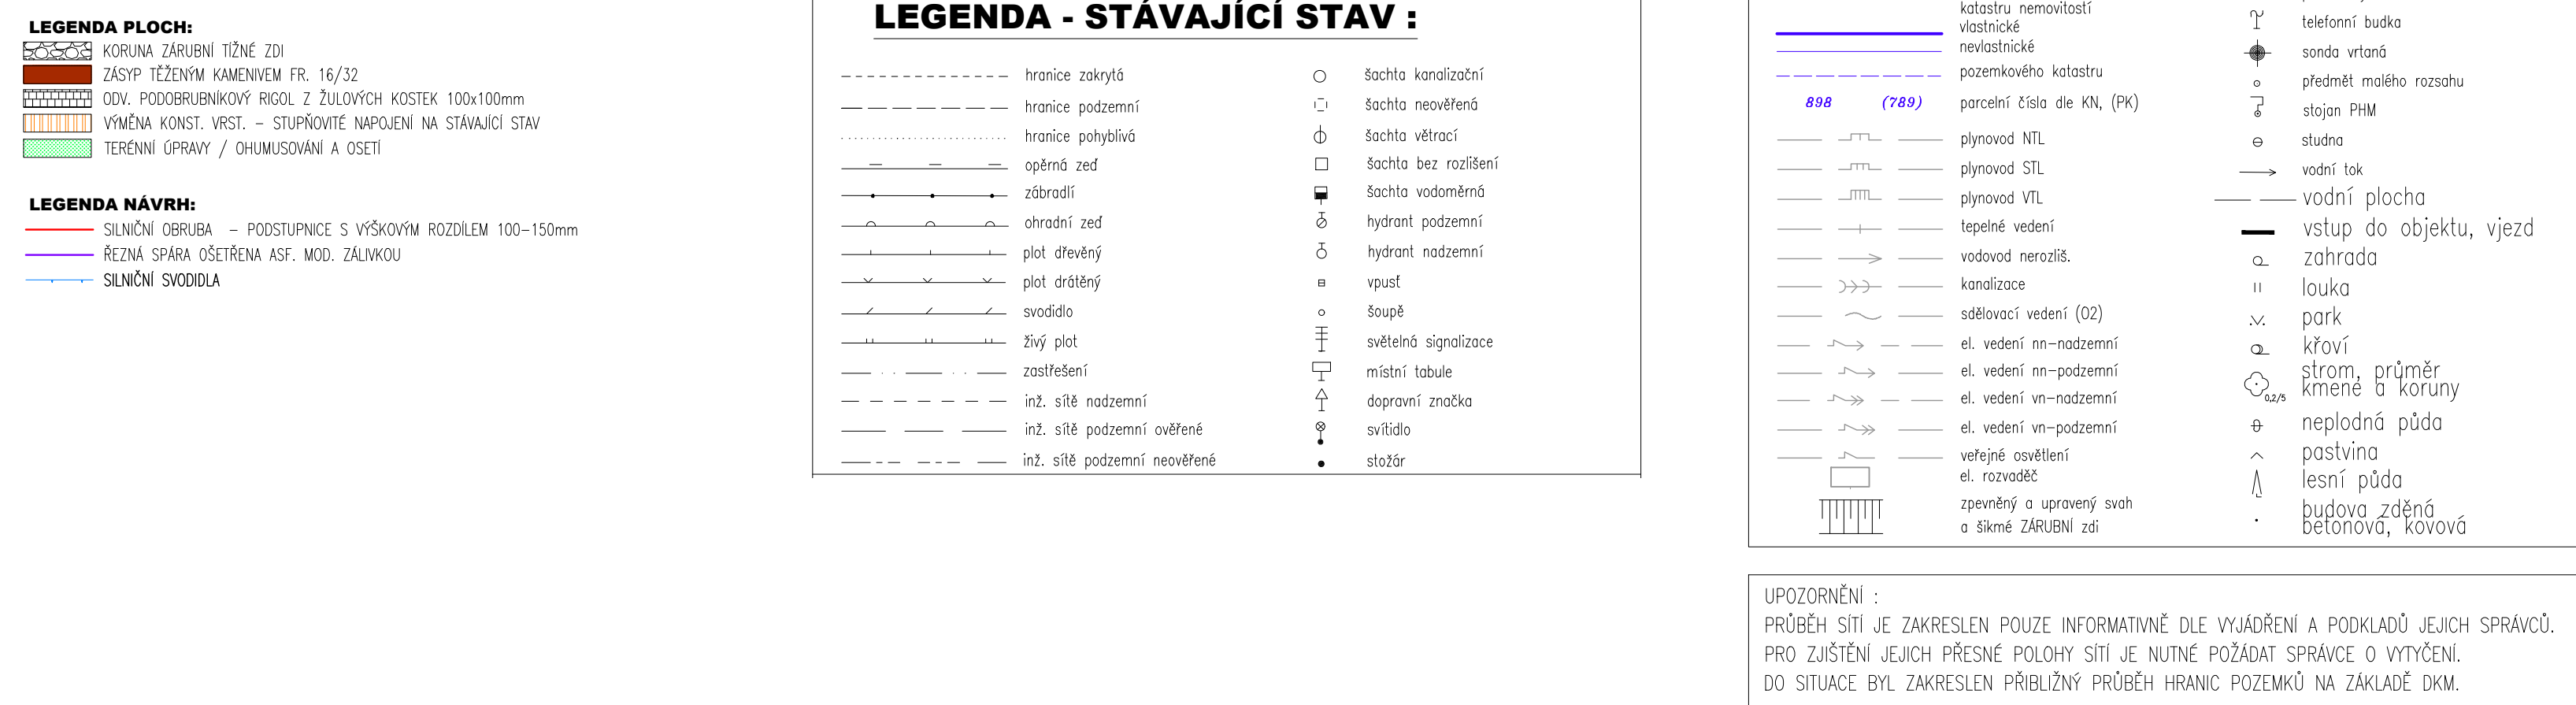 LEGENDA PLOCH:
KORUNA ZÁRUBNÍ TÍŽNÉ ZDI
ZÁSYP TĚŽENÝM KAMENIVEM FR. 16/32
ODV. PODOBRUBNÍKOVÝ RIGOL Z ŽULOVÝCH KOSTEK 100x100mm
VÝMĚNA KONST. VRST. – STUPŇOVITÉ NAPOJENÍ NA STÁVAJÍCÍ STAV
TERÉNNÍ ÚPRAVY / OHUMUSOVÁNÍ A OSETÍ
LEGENDA NÁVRH:
SILNIČNÍ OBRUBA – PODSTUPNICE S VÝŠKOVÝM ROZDÍLEM 100-150mm
ŘEZNÁ SPÁRA OŠETŘENA ASF. MOD. ZÁLIVKOU
SILNIČNÍ SVODIDLA
LEGENDA - STÁVAJÍCÍ STAV :
hranice zakrytá
hranice podzemní
hranice pohyblivá
opěrná zeď
zábradlí
ohradní zeď
plot dřevěný
plot drátěný
svodidlo
živý plot
zastřešení
inž. sítě nadzemní
inž. sítě podzemní ověřené
inž. sítě podzemní neověřené
šachta kanalizační
šachta neověřená
šachta větrací
šachta bez rozlišení
šachta vodoměrná
hydrant podzemní
hydrant nadzemní
vpusť
šoupě
světelná signalizace
místní tabule
dopravní značka
svítidlo
stožár
katastru nemovitostí
vlastnické
nevlastnické
pozemkového katastru
898 (789) parcelní čísla dle KN, (PK)
plynovod NTL
plynovod STL
plynovod VTL
tepelné vedení
vodovod nerozliš.
kanalizace
sdělovací vedení (O2)
el. vedení nn-nadzemní
el. vedení nn-podzemní
el. vedení vn-nadzemní
el. vedení vn-podzemní
veřejné osvětlení
el. rozvaděč
zpevněný a upravený svah
a šikmé ZÁRUBNÍ zdi
telefonní budka
sonda vrtaná
předmět malého rozsahu
stojan PHM
studna
vodní tok
vodní plocha
vstup do objektu, vjezd
zahrada
louka
park
křoví
strom, průměr
0,2/5 kmene a koruny
neplodná půda
pastvina
lesní půda
budova zděná
betonová, kovová
UPOZORNĚNÍ :
PRŮBĚH SÍTÍ JE ZAKRESLEN POUZE INFORMATIVNĚ DLE VYJÁDŘENÍ A PODKLADŮ JEJICH SPRÁVCŮ.
PRO ZJIŠTĚNÍ JEJICH PŘESNÉ POLOHY SÍTÍ JE NUTNÉ POŽÁDAT SPRÁVCE O VYTYČENÍ.
DO SITUACE BYL ZAKRESLEN PŘIBLIŽNÝ PRŮBĚH HRANIC POZEMKŮ NA ZÁKLADĚ DKM.